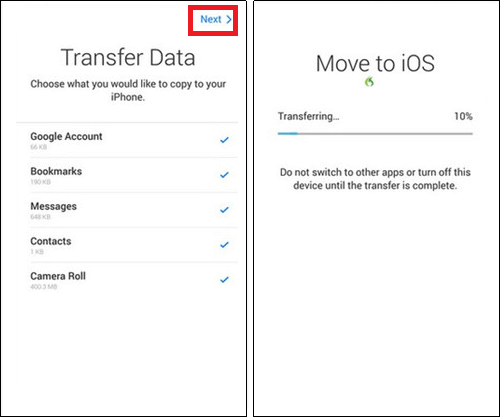 Next >
Transfer Data
Choose what you would like to copy to your
iPhone.
Google Account
66 KB
Bookmarks
190 KB
Messages
648 KB
Contacts
1 KB
Camera Roll
400.3 MB
Move to iOS
Transferring... 10%
Do not switch to other apps or turn off this
device until the transfer is complete.